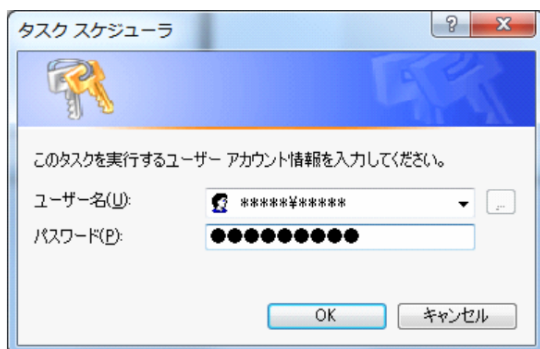 タスク スケジューラ
このタスクを実行するユーザー アカウント情報を入力してください。
ユーザー名(U):
*****¥*****
パスワード(P):
●●●●●●●●●
...
OK
キャンセル